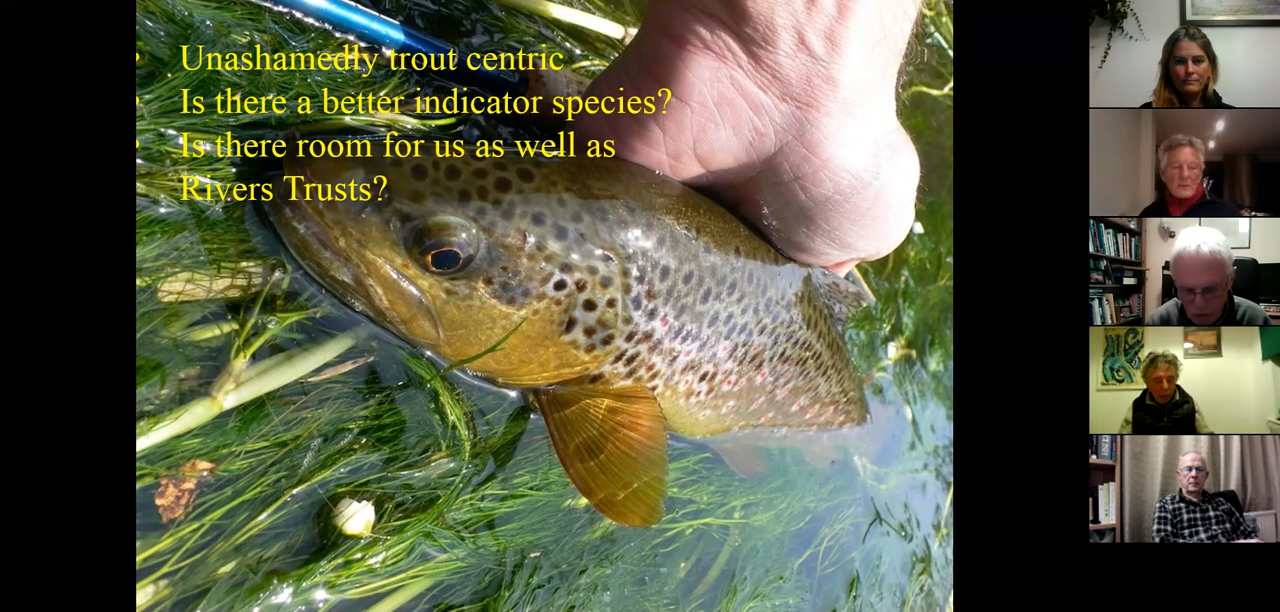 • Unashamedly trout centric
• Is there a better indicator species?
• Is there room for us as well as
Rivers Trusts?